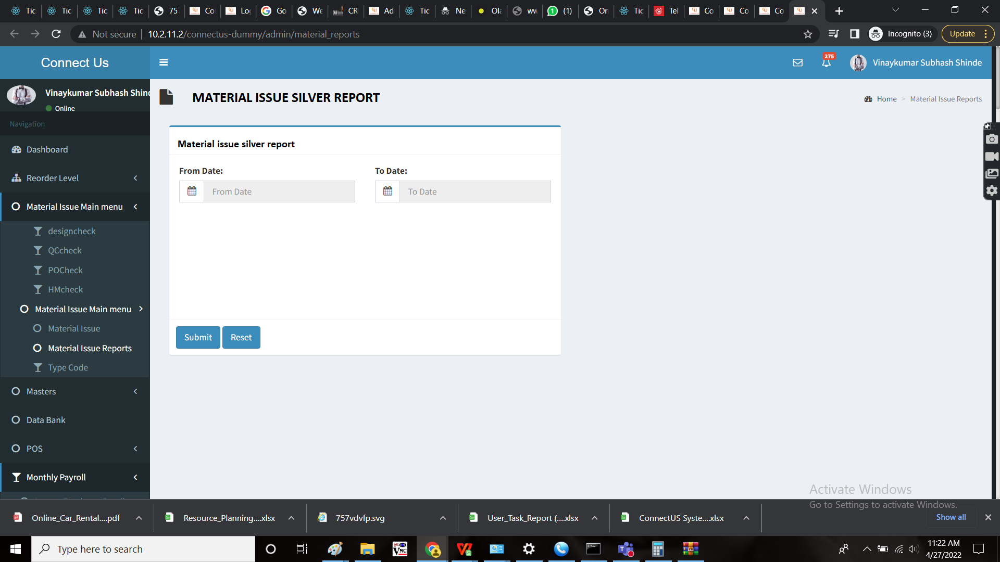 Tic Tic Tic Tic 757 Co Log Go We CR Ad Tic Ne Ola ww (1) On Tic Tel Co Co Co
Not secure 10.2.11.2/connectus-dummy/admin/material_reports Incognito (3) Update
Connect Us 275 Vinaykumar Subhash Shinde
Vinaykumar Subhash Shind
Online
MATERIAL ISSUE SILVER REPORT
Home > Material Issue Reports
Navigation
Dashboard
Reorder Level
Material Issue Main menu
designcheck
QCcheck
POCheck
HMcheck
Material Issue Main menu
Material Issue
Material Issue Reports
Type Code
Masters
Data Bank
POS
Monthly Payroll
Material issue silver report
From Date: To Date:
From Date To Date
Submit Reset
Activate Windows
Go to Settings to activate Windows.
Online_Car_Rental....pdf Resource_Planning....xlsx 757vdvfp.svg User_Task_Report (....xlsx ConnectUS Syste....xlsx Show all
Type here to search
VNC
11:22 AM
4/27/2022